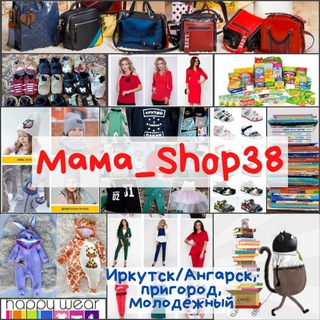 Мама_Shop38
Иркутск/Ангарск,
пригород,
Молодежный
happy wear